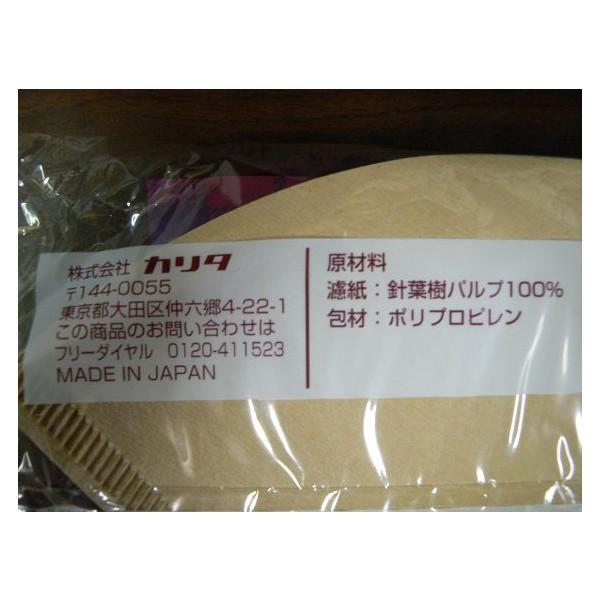 株式会社 カリタ
〒144-0055
東京都大田区仲六郷4-22-1
この商品のお問い合わせは
フリーダイヤル 0120-411523
MADE IN JAPAN
原材料
濾紙：針葉樹パルプ100%
包材：ポリプロピレン